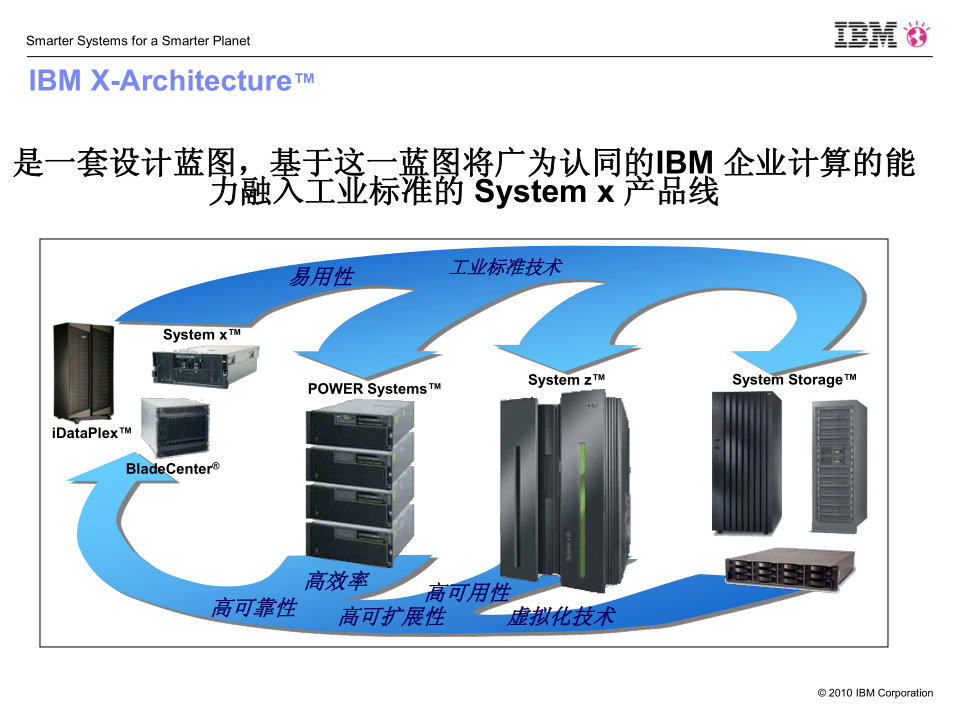 Smarter Systems for a Smarter Planet
IBM
IBM X-Architecture™
是一套设计蓝图，基于这一蓝图将广为认同的IBM 企业计算的能
力融入工业标准的 System x 产品线
易用性
工业标准技术
System x™
POWER Systems™
System z™
System Storage™
iDataPlex™
BladeCenter®
高效率
高可用性
高可靠性
高可扩展性
虚拟化技术
© 2010 IBM Corporation